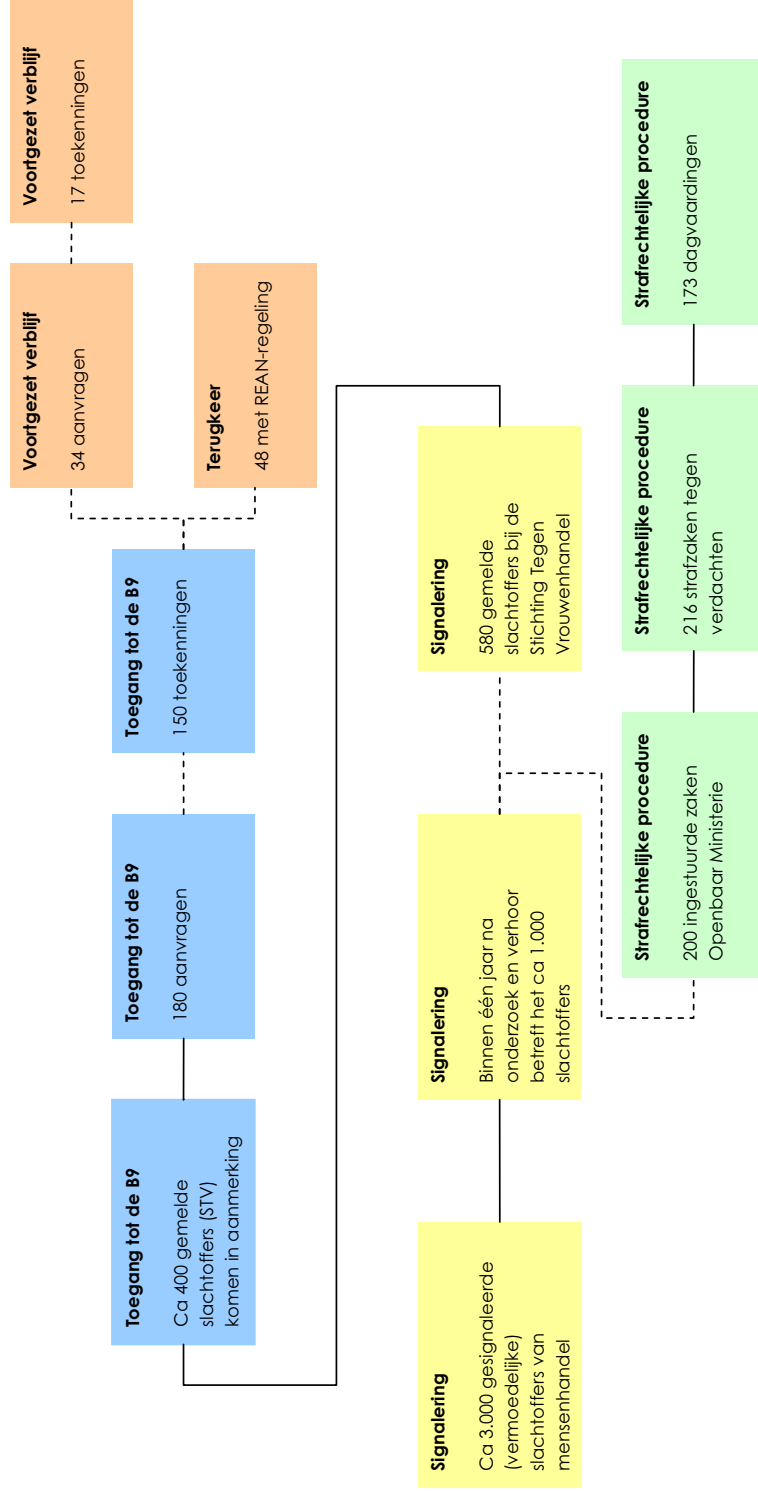 Voortgezet verblijf
34 aanvragen
Voortgezet verblijf
17 toekenningen
Toegang tot de B9
Ca 400 gemelde
slachtoffers (STV)
komen in aanmerking
Toegang tot de B9
180 aanvragen
Toegang tot de B9
150 toekenningen
Terugkeer
48 met REAN-regeling
Signalering
Ca 3.000 gesignaleerde
(vermoedelijke)
slachtoffers van
mensenhandel
Signalering
Binnen één jaar na
onderzoek en verhoor
betreft het ca 1.000
slachtoffers
Signalering
580 gemelde
slachtoffers bij de
Stichting Tegen
Vrouwenhandel
Strafrechtelijke procedure
200 ingestuurde zaken
Openbaar Ministerie
Strafrechtelijke procedure
216 strafzaken tegen
verdachten
Strafrechtelijke procedure
173 dagvaardingen